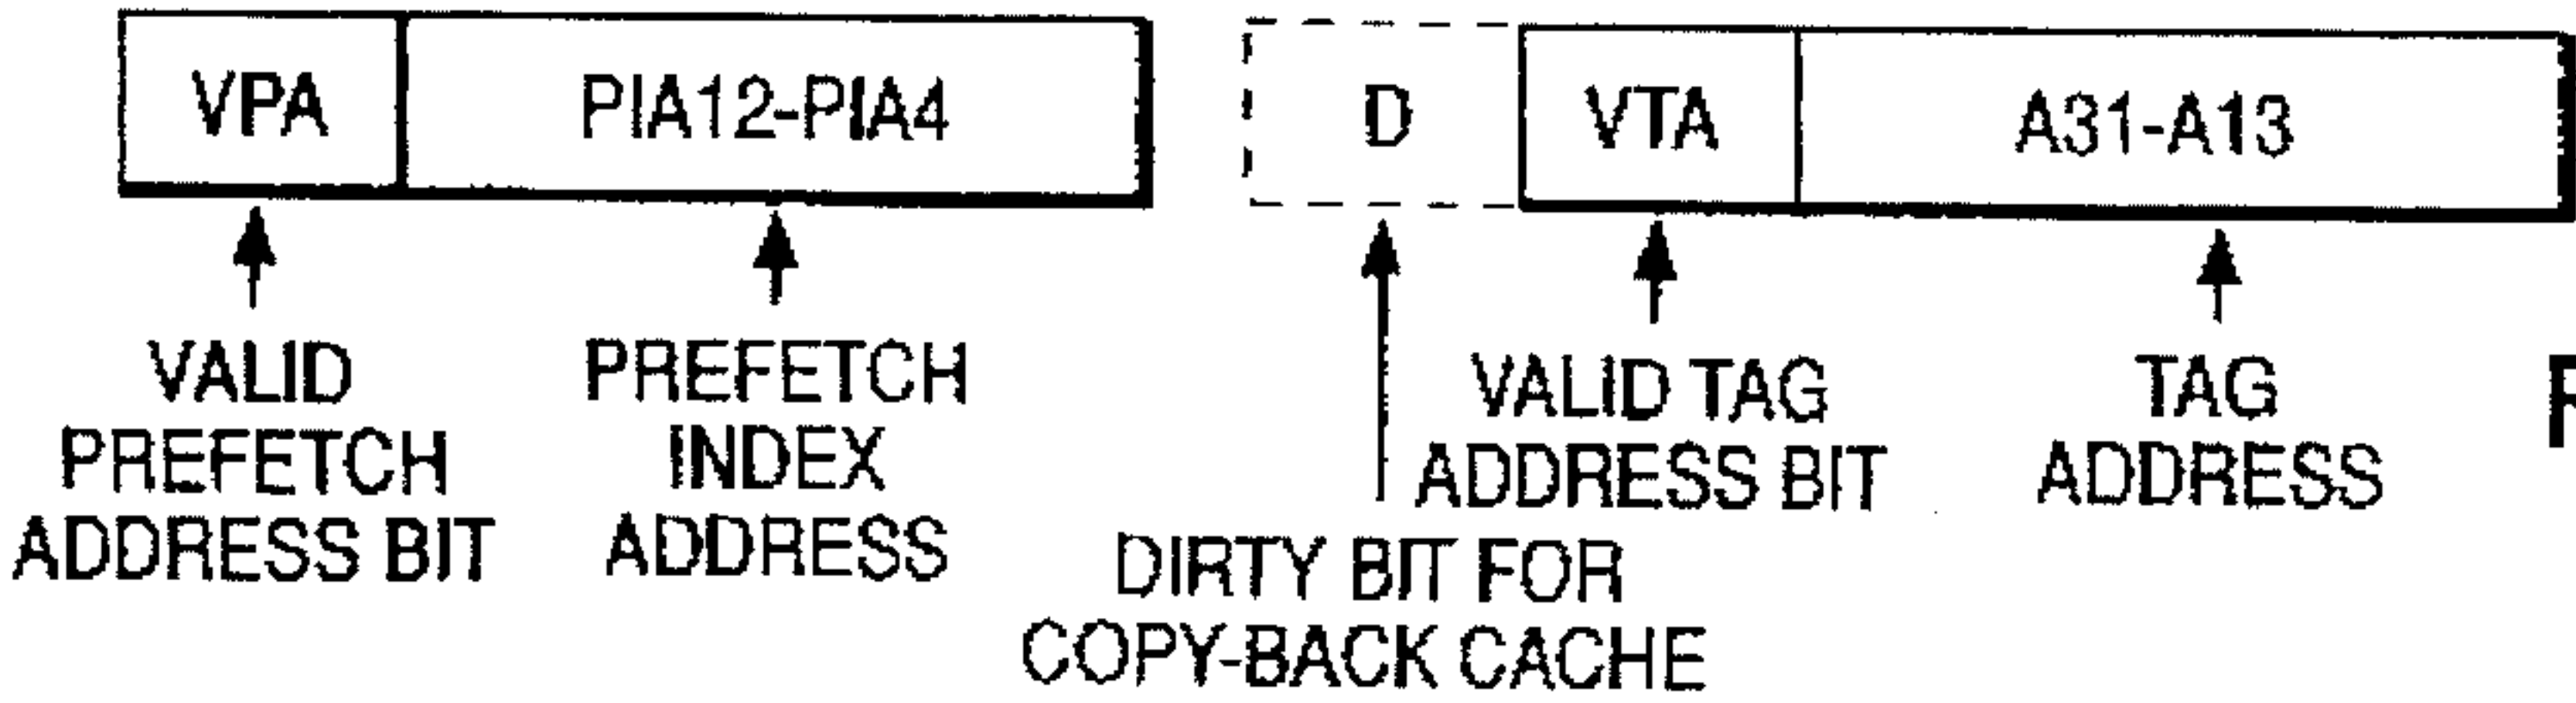 VPA PIA12-PIA4 D VTA A31-A13
VALID
PREFETCH
ADDRESS BIT
PREFETCH
INDEX
ADDRESS
DIRTY BIT FOR
COPY-BACK CACHE
VALID TAG
ADDRESS BIT
TAG
ADDRESS